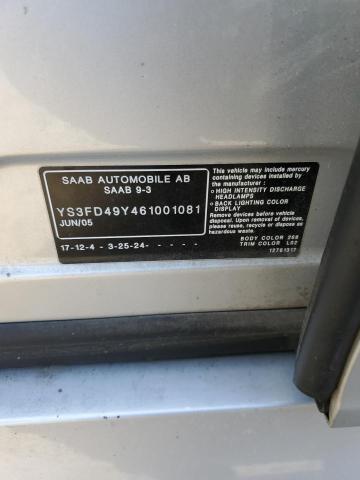 SAAB AUTOMOBILE AB
SAAB 9-3
YS3FD49Y461001081
JUN/05
17-12-4 - 3-25-24- - - - -
THIS VEHICLE may include mercury
containing devices installed by
the manufacturer:
o HIGH INTENSITY DISCHARGE
HEADLAMPS
o BACK LIGHTING COLOR
DISPLAY
Remove devices before vehicle
disposal. Upon removal of devices,
please reuse, recycle or dispose as
hazardous waste.
BODY COLOR 268
TRIM COLOR L52
12761317